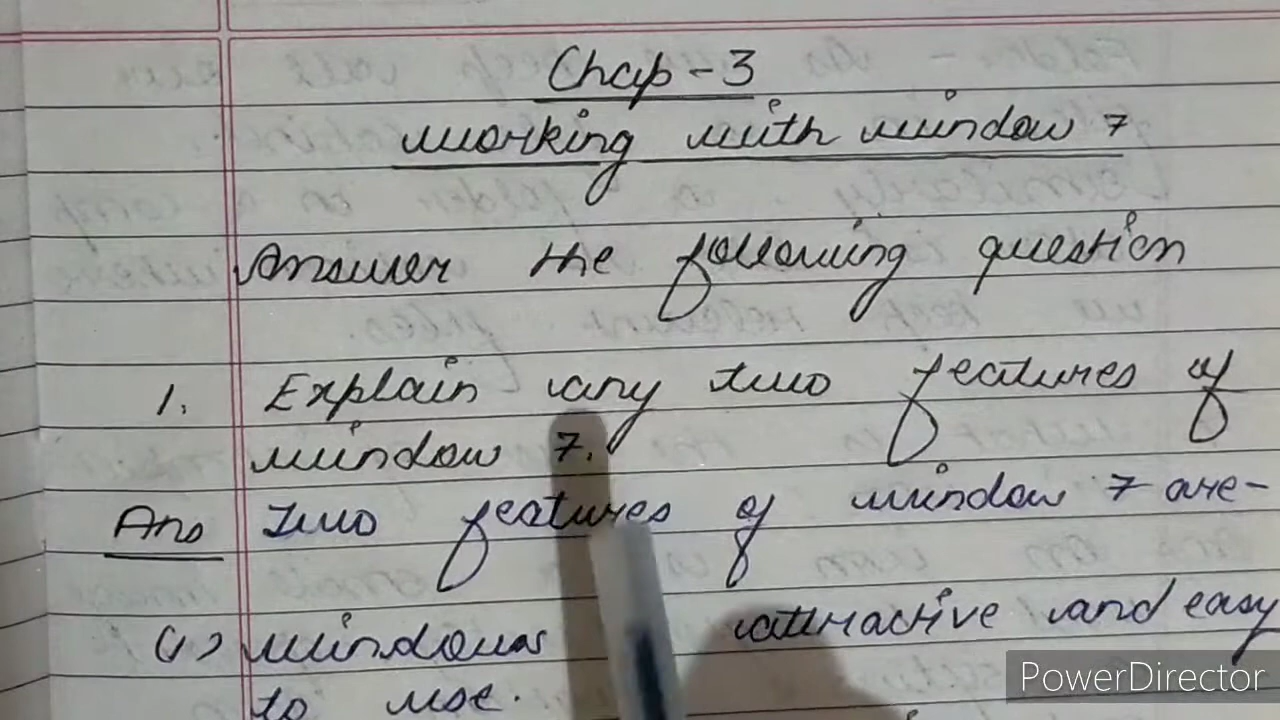 Chap-3
working with window 7
Answer the following question
1. Explain any two features of
window 7.
Ans Two features of window 7 are-
(1) windows attractive and easy
to use.
PowerDirector